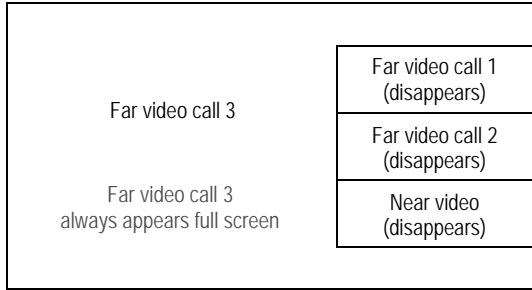 Far video call 3
Far video call 3
always appears full screen
Far video call 1
(disappears)
Far video call 2
(disappears)
Near video
(disappears)